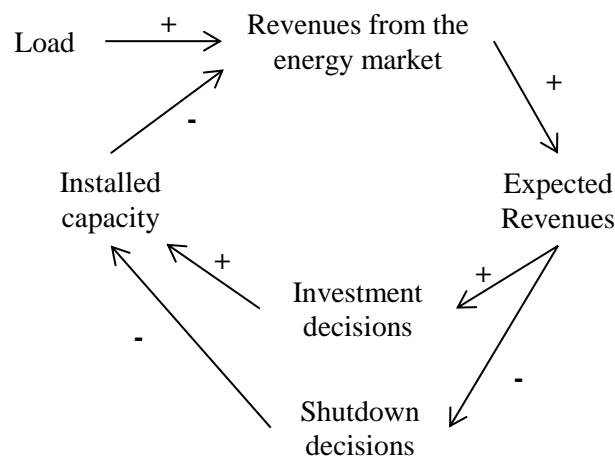 Load
+
Revenues from the
energy market
+
-
Installed
capacity
Expected
Revenues
+
+
Investment
decisions
-
-
Shutdown
decisions